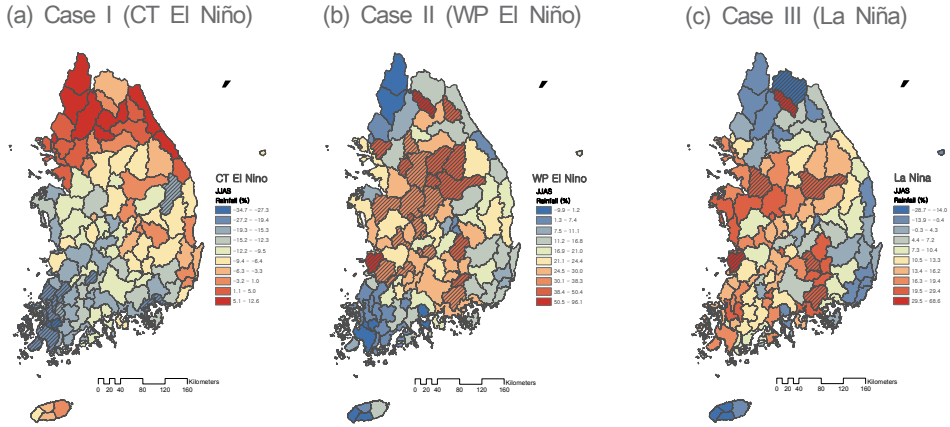 (a) Case I (CT El Niño)
CT El Nino
JJAS
Rainfall (%)
-34.7 - -27.3
-27.2 - -19.4
-19.3 - -15.3
-15.2 - -12.3
-12.2 - -9.5
-9.4 - -6.4
-6.3 - -3.3
-3.2 - 1.0
1.1 - 5.0
5.1 - 12.6
0 20 40 80 120 160
Kilometers
(b) Case II (WP El Niño)
WP El Nino
JJAS
Rainfall (%)
-9.9 - 1.2
1.3 - 7.4
7.5 - 11.1
11.2 - 16.8
16.9 - 21.0
21.1 - 24.4
24.5 - 30.0
30.1 - 38.3
38.4 - 50.4
50.5 - 96.1
0 20 40 80 120 160
Kilometers
(c) Case III (La Niña)
La Nina
JJAS
Rainfall (%)
-28.7 - -14.0
-13.9 - -0.4
-0.3 - 4.3
4.4 - 7.2
7.3 - 10.4
10.5 - 13.3
13.4 - 16.2
16.3 - 19.4
19.5 - 29.4
29.5 - 68.6
0 20 40 80 120 160
Kilometers